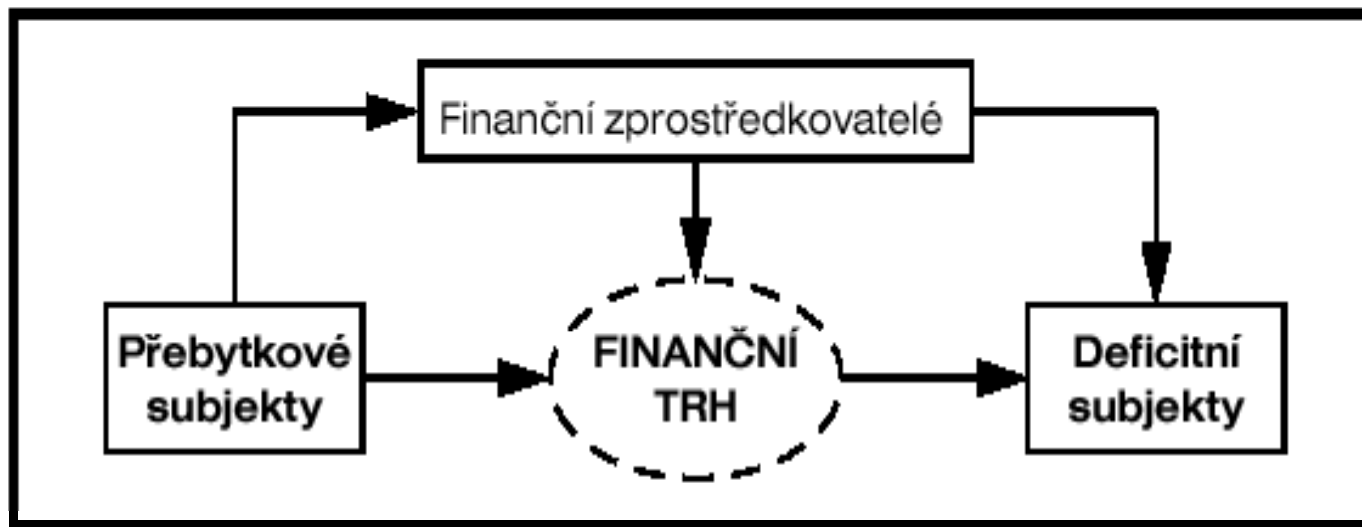 Finanční zprostředkovatelé
Přebytkové
subjekty
FINANČNÍ
TRH
Deficitní
subjekty